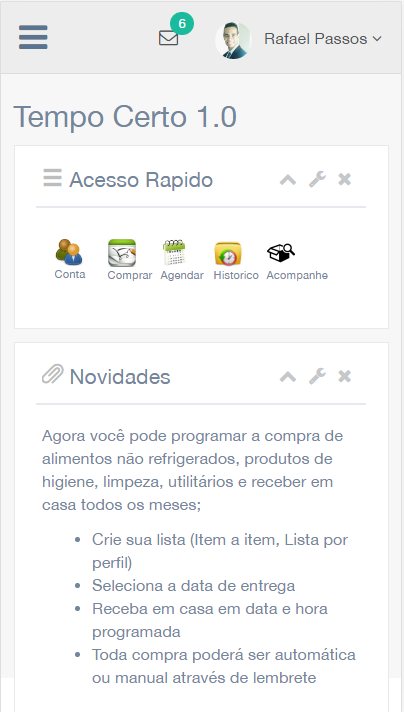 6
Rafael Passos
Tempo Certo 1.0
Acesso Rapido
Conta Comprar Agendar Historico Acompanhe
Novidades
Agora você pode programar a compra de
alimentos não refrigerados, produtos de
higiene, limpeza, utilitários e receber em
casa todos os meses;
Crie sua lista (Item a item, Lista por
perfil)
Seleciona a data de entrega
Receba em casa em data e hora
programada
Toda compra poderá ser automática
ou manual através de lembrete